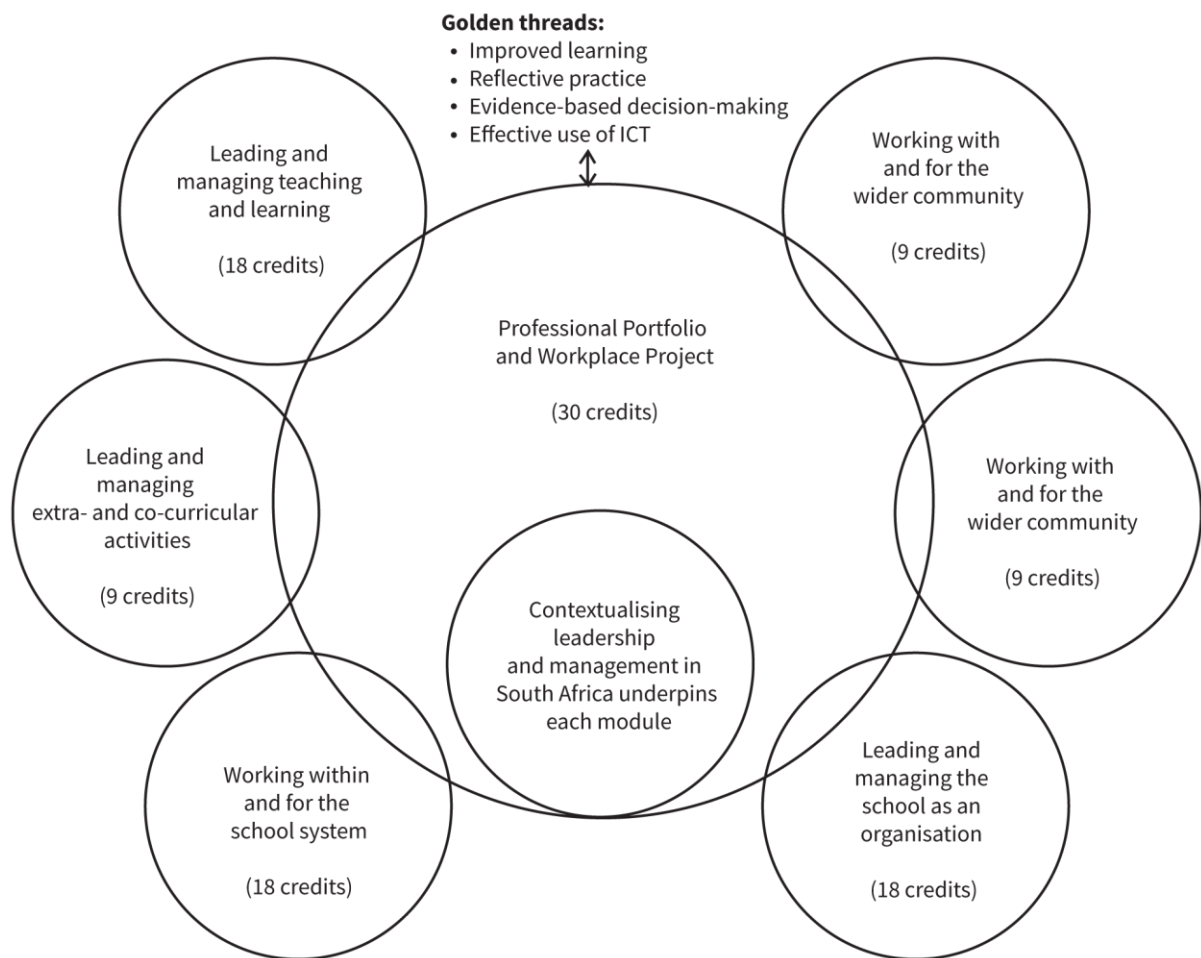 Golden threads:
• Improved learning
• Reflective practice
• Evidence-based decision-making
• Effective use of ICT
Leading and
managing teaching
and learning
(18 credits)
Working with
and for the
wider community
(9 credits)
Professional Portfolio
and Workplace Project
(30 credits)
Leading and
managing
extra- and co-curricular
activities
(9 credits)
Working with
and for the
wider community
(9 credits)
Contextualising
leadership
and management in
South Africa underpins
each module
Working within
and for the
school system
(18 credits)
Leading and
managing the
school as an
organisation
(18 credits)